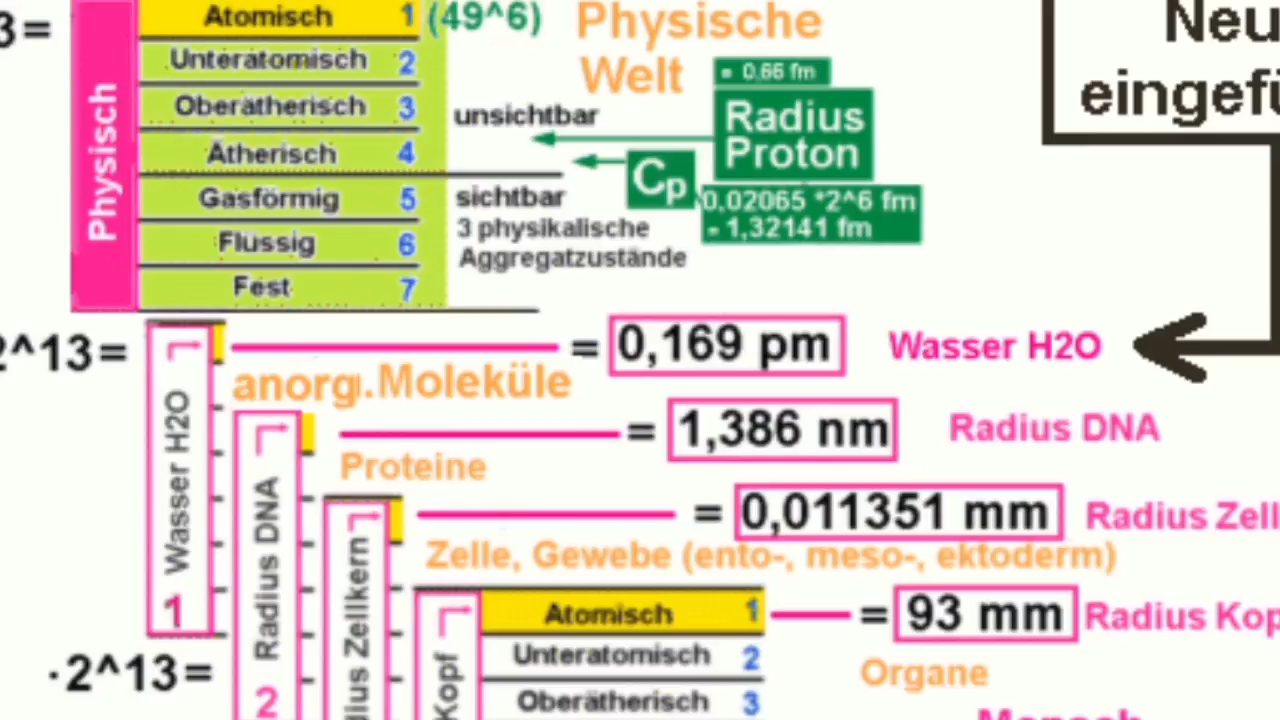 3=
Physisch
Atomisch 1 (49^6)
Unteratomisch 2
Oberätherisch 3
Ätherisch 4
Gasförmig 5
Flüssig 6
Fest 7
Physische
Welt
unsichtbar
sichtbar
3 physikalische
Aggregatzustände
= 0,66 fm
Radius
Proton
Cp
0,02065 *2^6 fm
= 1,32141 fm
Neu
eingefü
2^13=
Wasser H2O
1
= 0,169 pm Wasser H2O
anorg.Moleküle
Radius DNA
2
= 1,386 nm Radius DNA
Proteine
dius Zellkern
= 0,011351 mm Radius Zell
Zelle, Gewebe (ento-, meso-, ektoderm)
Kopf
Atomisch 1 = 93 mm Radius Kop
Unteratomisch 2
Oberätherisch 3
Organe
·2^13=
Mensch